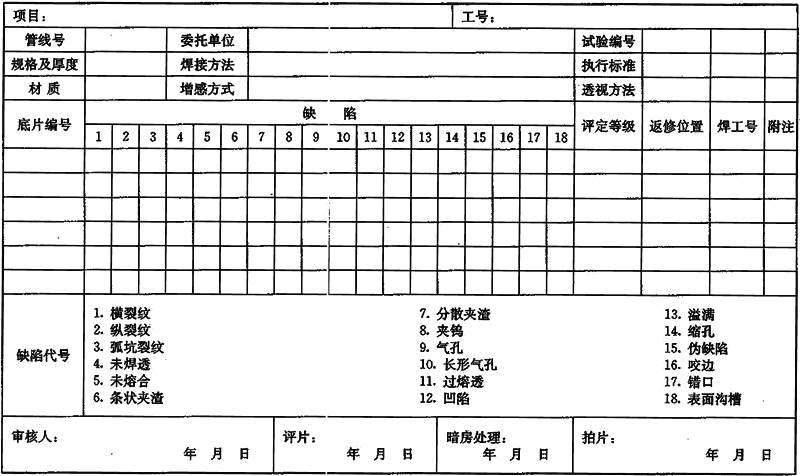 项目： 工号：
管线号 委托单位 试验编号
规格及厚度 焊接方法 执行标准
材 质 增感方式 透视方法
底片编号 缺 陷 评定等级 返修位置 焊工号 附注
1 2 3 4 5 6 7 8 9 10 11 12 13 14 15 16 17 18
缺陷代号
1. 横裂纹 7. 分散夹渣 13. 溢满
2. 纵裂纹 8. 夹钨 14. 缩孔
3. 弧坑裂纹 9. 气孔 15. 伪缺陷
4. 未焊透 10. 长形气孔 16. 咬边
5. 未熔合 11. 过熔透 17. 错口
6. 条状夹渣 12. 凹陷 18. 表面沟槽
审核人： 评片： 暗房处理： 拍片：
年 月 日 年 月 日 年 月 日 年 月 日